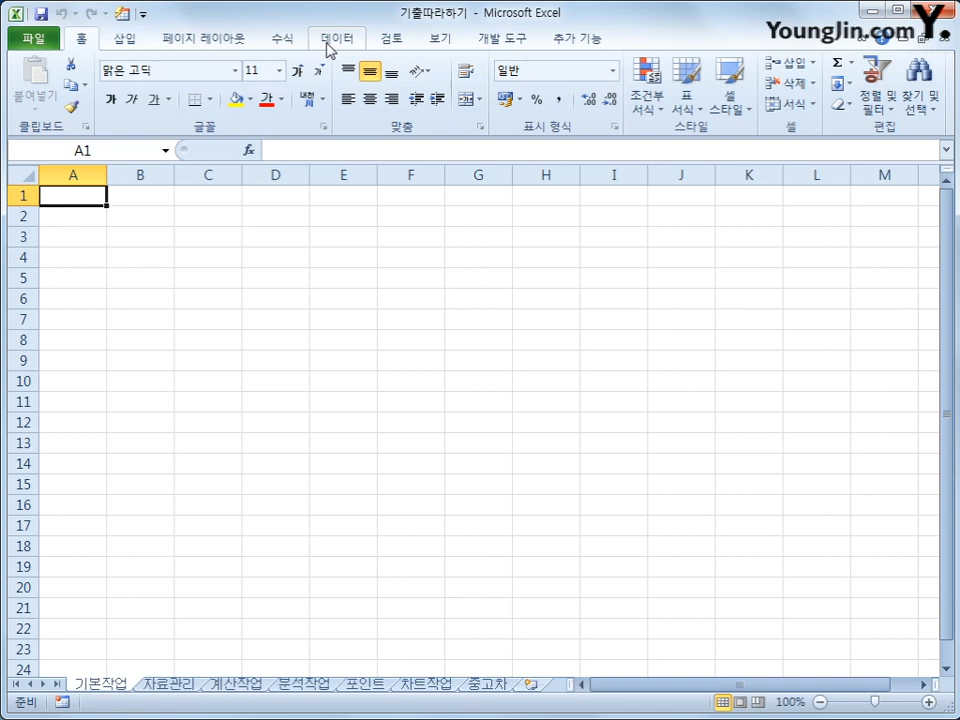 기출따라하기 - Microsoft Excel
Younglin.com Y.
파일 홈 삽입 페이지 레이아웃 수식 데이터 검토 보기 개발 도구 추가 기능
맑은 고딕 11 가 가 일반 삽입 Σ
붙여넣기 가 가 가 가 내천 % , 조건부 서식 표 서식 셀 스타일 삭제 서식 정렬 및 필터 찾기 및 선택
클립보드 글꼴 맞춤 표시 형식 스타일 셀 편집
A1 fx
A B C D E F G H I J K L M
1
2
3
4
5
6
7
8
9
10
11
12
13
14
15
16
17
18
19
20
21
22
23
24
기본작업 자료관리 계산작업 분석작업 포인트 차트작업 중고차
준비 100%